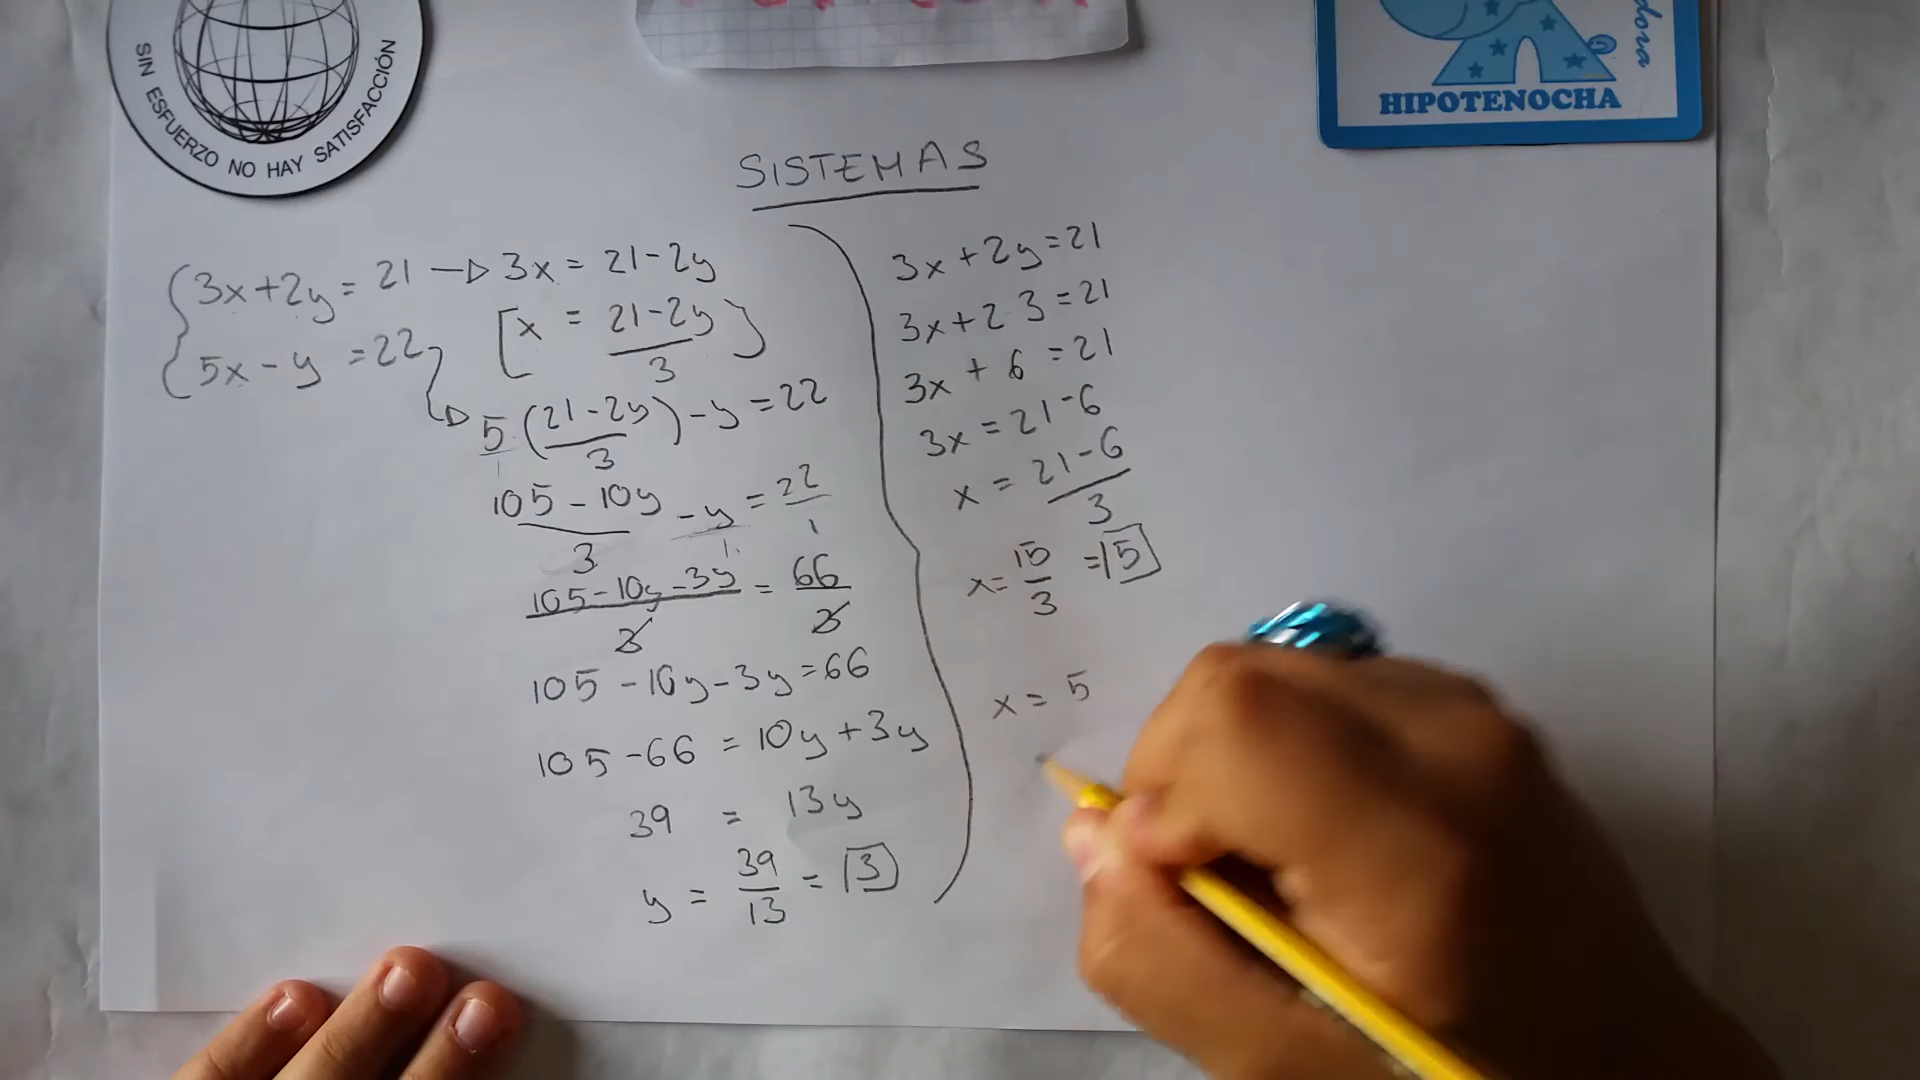 SIN ESFUERZO NO HAY SATISFACCIÓN
dora
HIPOTENOCHA
SISTEMAS
3x+2y=21 → 3x = 21-2y
[x = 21-2y/3]
5x-y=22
5(21-2y/3)-y=22
1
105-10y/3 - y/1 = 22/1
105-10y-3y/3 = 66/3
105-10y-3y=66
105-66=10y+3y
39 = 13y
y = 39/13 = 3
3x+2y=21
3x+2·3=21
3x+6=21
3x=21-6
x = 21-6/3
x= 15/3 = 5
x = 5